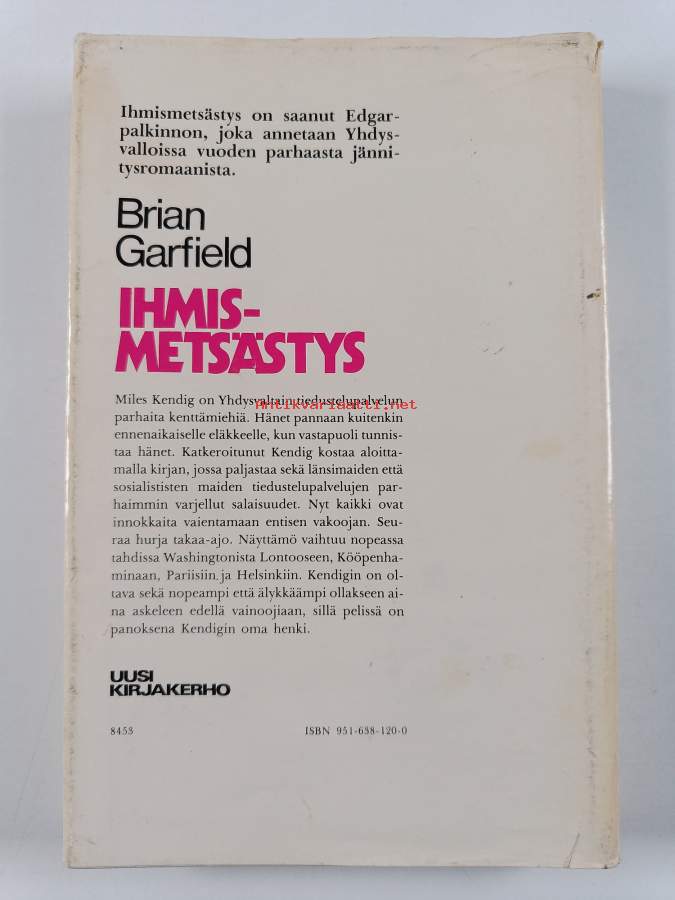 Ihmismetsästys on saanut Edgar-
palkinnon, joka annetaan Yhdys-
valloissa vuoden parhaasta jänni-
tysromaanista.
Brian
Garfield
IHMIS-
METSÄSTYS
Miles Kendig on Yhdysvaltain tiedustelupalvelun
Antikvariaatti.net
parhaita kenttämiehiä. Hänet pannaan kuitenkin
ennenaikaiselle eläkkeelle, kun vastapuoli tunnis-
taa hänet. Katkeroitunut Kendig kostaa aloitta-
malla kirjan, jossa paljastaa sekä länsimaiden että
sosialististen maiden tiedustelupalvelujen par-
haimmin varjellut salaisuudet. Nyt kaikki ovat
innokkaita vaientamaan entisen vakoojan. Seu-
raa hurja takaa-ajo. Näyttämö vaihtuu nopeassa
tahdissa Washingtonista Lontooseen, Kööpenha-
minaan, Pariisiin ja Helsinkiin. Kendigin on ol-
tava sekä nopeampi että älykkäämpi ollakseen ai-
na askeleen edellä vainoojiaan, sillä pelissä on
panoksena Kendigin oma henki.
UUSI
KIRJAKERHO
8453 ISBN 951-638-120-0